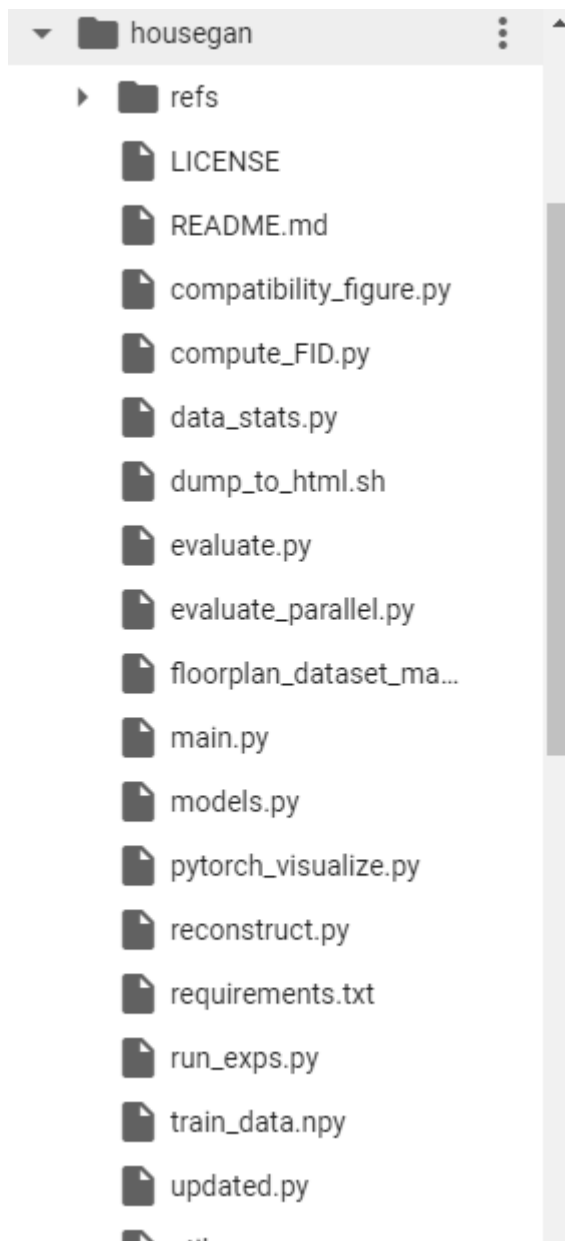 housegan
refs
LICENSE
README.md
compatibility_figure.py
compute_FID.py
data_stats.py
dump_to_html.sh
evaluate.py
evaluate_parallel.py
floorplan_dataset_ma...
main.py
models.py
pytorch_visualize.py
reconstruct.py
requirements.txt
run_exps.py
train_data.npy
updated.py